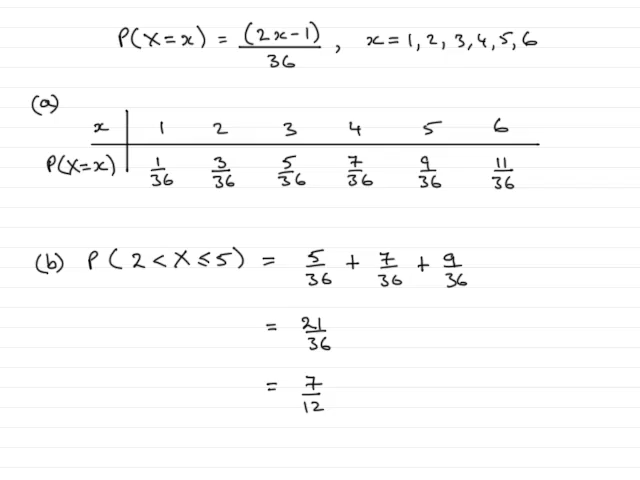 P(X=x) = (2x-1)/36 , x = 1, 2, 3, 4, 5, 6
(a)
x | 1 2 3 4 5 6
P(X=x) | 1/36 3/36 5/36 7/36 9/36 11/36
(b) P(2 < X ≤ 5) = 5/36 + 7/36 + 9/36
= 21/36
= 7/12